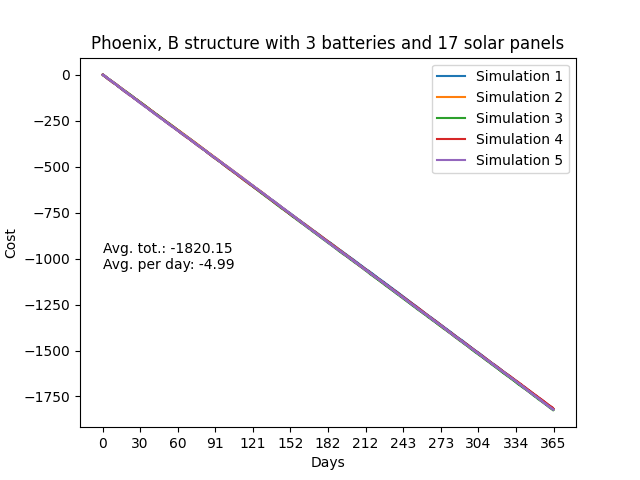 Phoenix, B structure with 3 batteries and 17 solar panels
Simulation 1
Simulation 2
Simulation 3
Simulation 4
Simulation 5
0
−250
−500
−750
−1000
−1250
−1500
−1750
Cost
Avg. tot.: -1820.15
Avg. per day: -4.99
0 30 60 91 121 152 182 212 243 273 304 334 365
Days